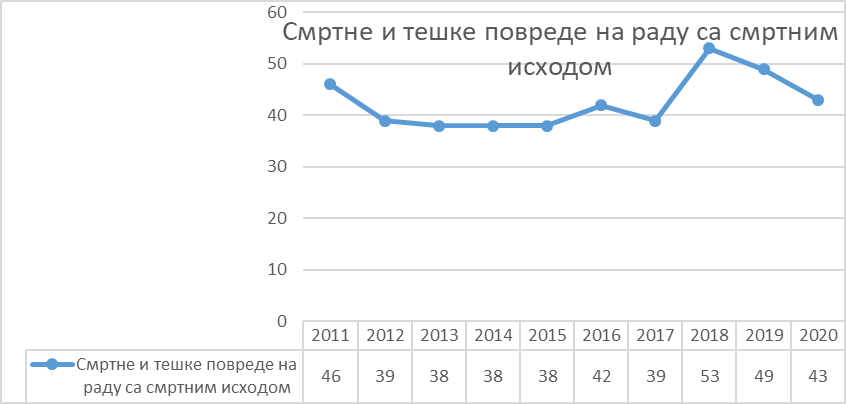 Смртне и тешке повреде на раду са смртним
исходом
60
50
40
30
20
10
0
2011 2012 2013 2014 2015 2016 2017 2018 2019 2020
Смртне и тешке повреде на
раду са смртним исходом
46 39 38 38 38 42 39 53 49 43